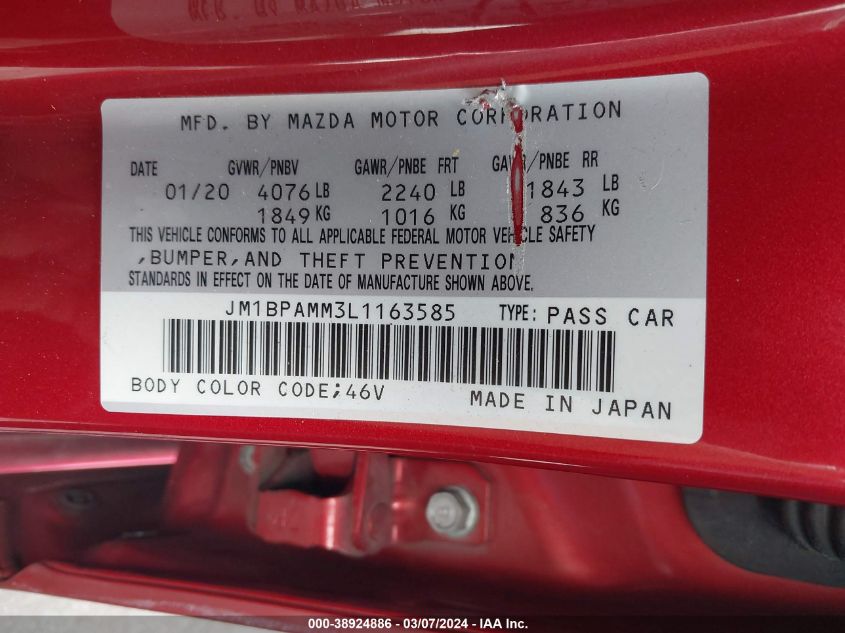 MFD. BY MAZDA MOTOR CORPORATION
DATE GVWR/PNBV GAWR/PNBE FRT GAWR/PNBE RR
01/20 4076 LB 2240 LB 1843 LB
1849 KG 1016 KG 836 KG
THIS VEHICLE CONFORMS TO ALL APPLICABLE FEDERAL MOTOR VEHICLE SAFETY
,BUMPER,AND THEFT PREVENTION
STANDARDS IN EFFECT ON THE DATE OF MANUFACTURE SHOWN ABOVE.
JM1BPAMM3L1163585 TYPE: PASS CAR
BODY COLOR CODE;46V MADE IN JAPAN
000-38924886 - 03/07/2024 - IAA Inc.